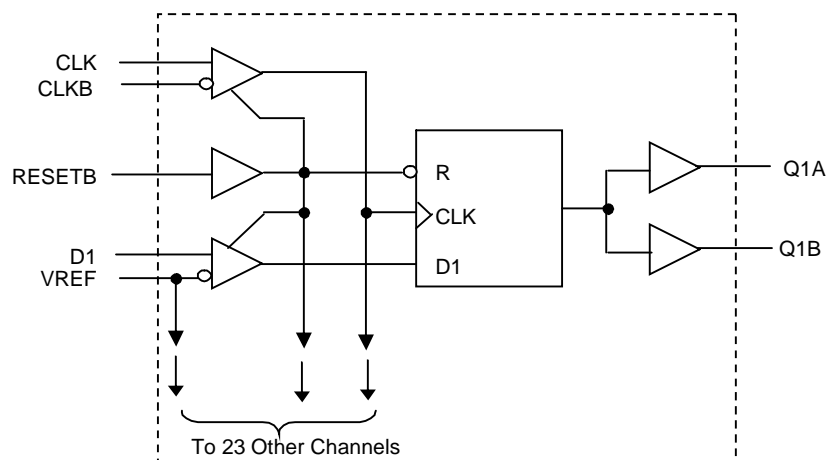 CLK
CLKB
RESETB
D1
VREF
R
CLK
D1
Q1A
Q1B
To 23 Other Channels